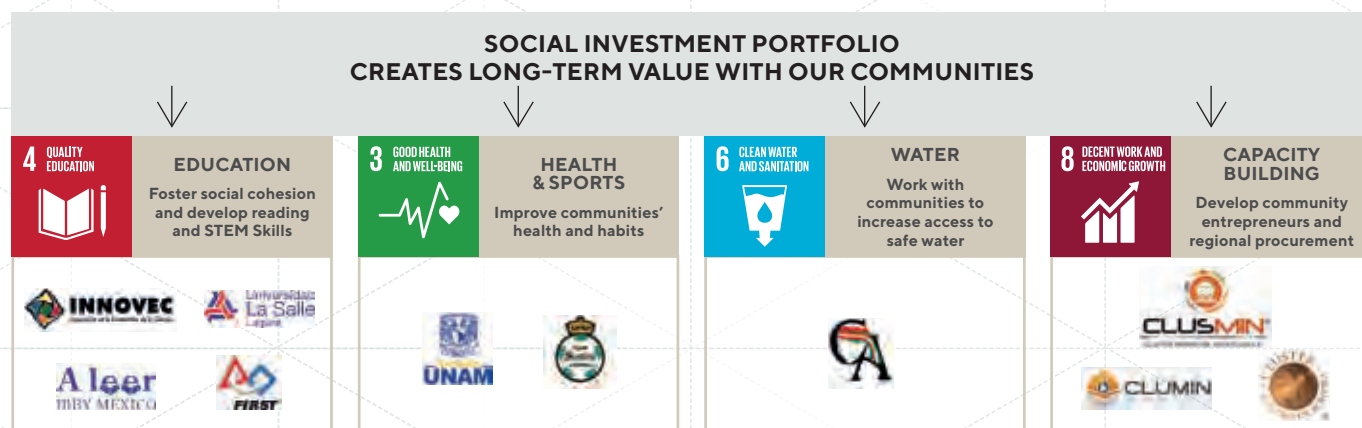 SOCIAL INVESTMENT PORTFOLIO
CREATES LONG-TERM VALUE WITH OUR COMMUNITIES
4 QUALITY
EDUCATION
EDUCATION
Foster social cohesion
and develop reading
and STEM Skills
INNOVEC
Universidad
La Salle
Laguna
A leer
IBBY MEXICO
FIRST
3 GOOD HEALTH
AND WELL-BEING
HEALTH
& SPORTS
Improve communities'
health and habits
UNAM
6 CLEAN WATER
AND SANITATION
WATER
Work with
communities to
increase access to
safe water
CA
8 DECENT WORK AND
ECONOMIC GROWTH
CAPACITY
BUILDING
Develop community
entrepreneurs and
regional procurement
CLUSMIN
CLUMIN
CLUSTER